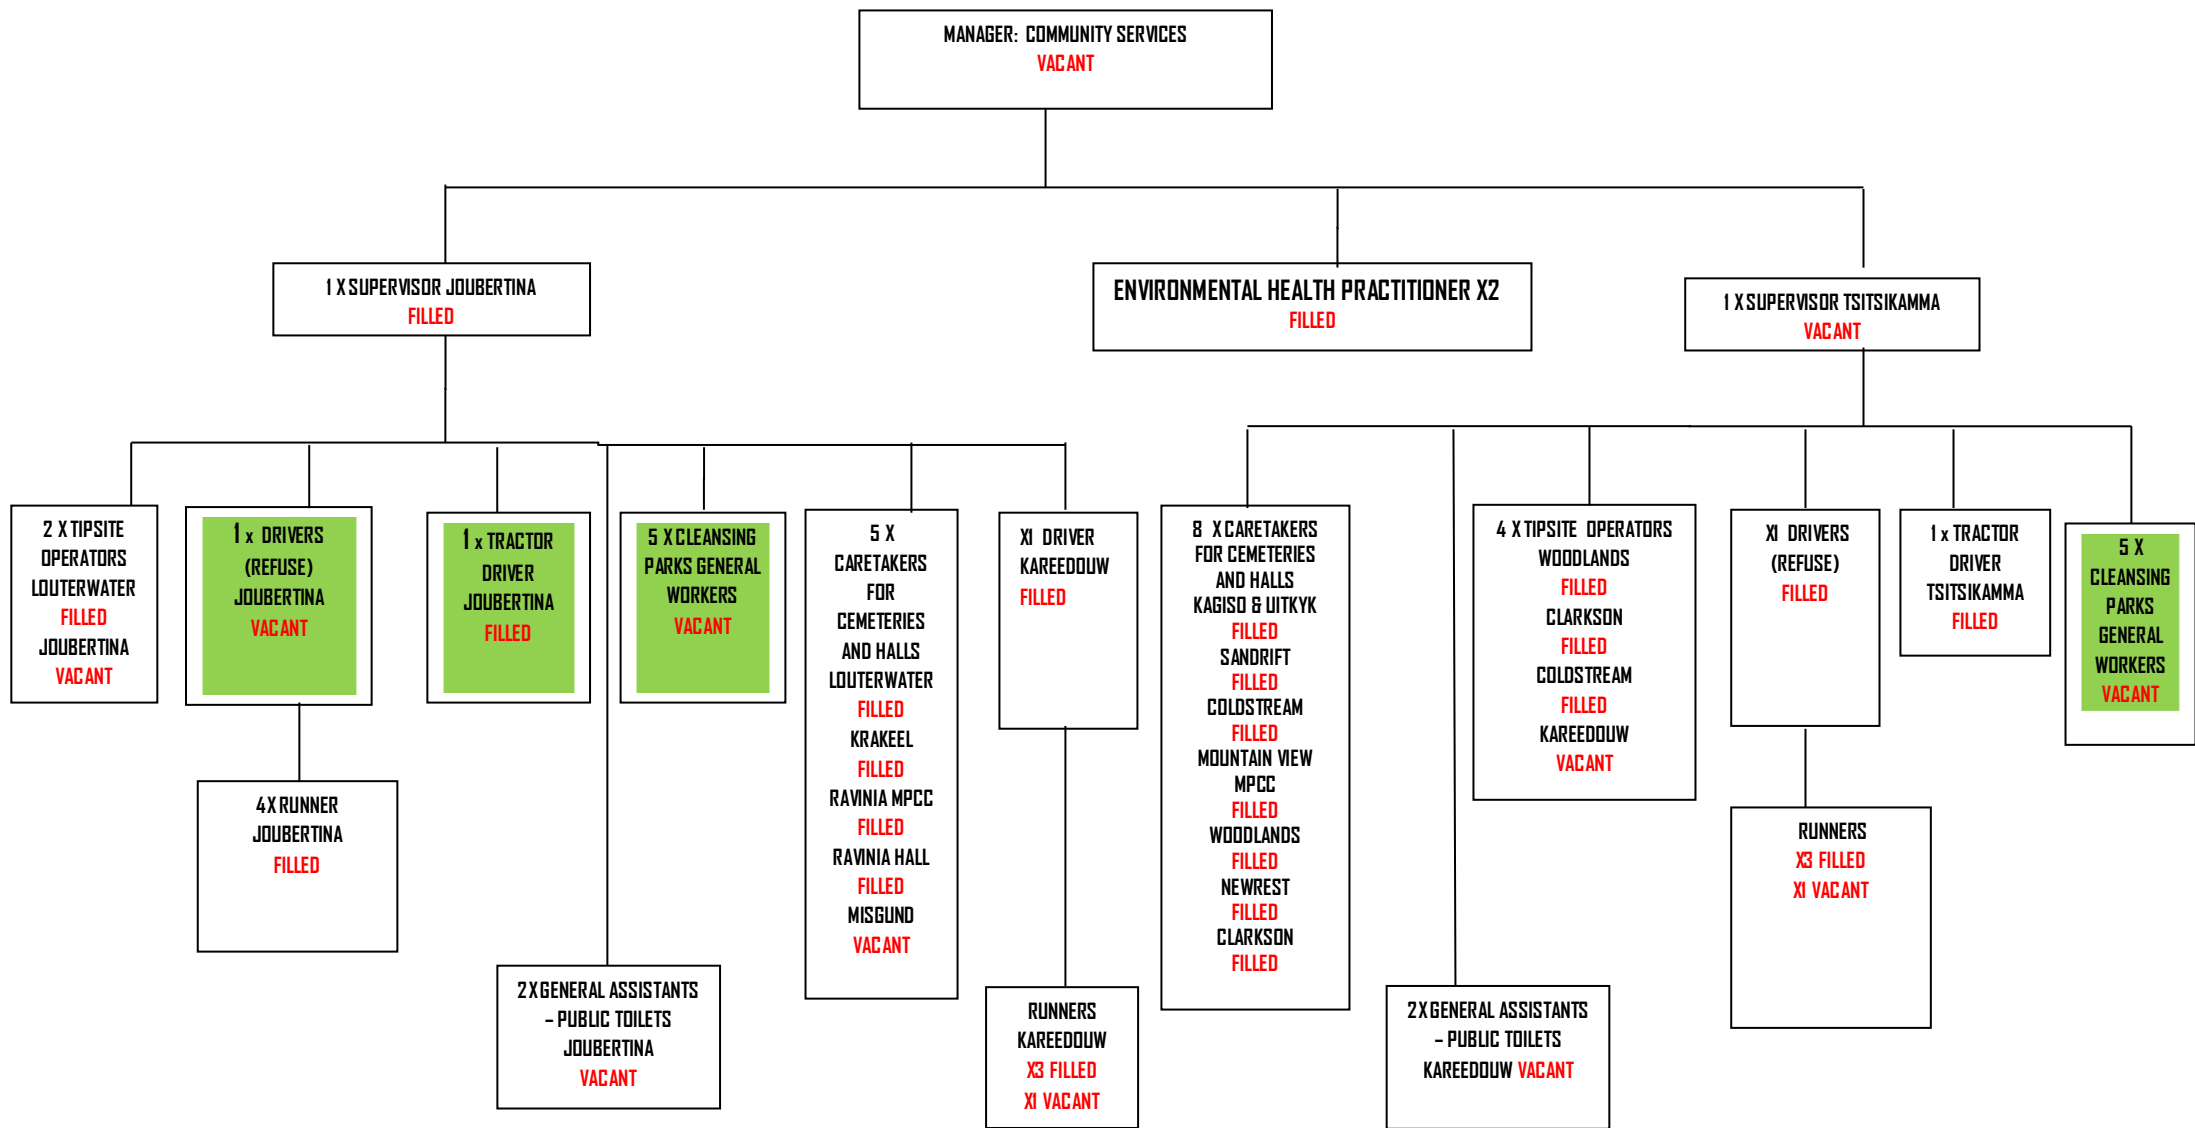 MANAGER: COMMUNITY SERVICES
VACANT
1 X SUPERVISOR JOUBERTINA
FILLED
ENVIRONMENTAL HEALTH PRACTITIONER X2
FILLED
1 X SUPERVISOR TSITSIKAMMA
VACANT
2 X TIPSITE
OPERATORS
LOUTERWATER
FILLED
JOUBERTINA
VACANT
1 x DRIVERS
(REFUSE)
JOUBERTINA
VACANT
1 x TRACTOR
DRIVER
JOUBERTINA
FILLED
5 X CLEANSING
PARKS GENERAL
WORKERS
VACANT
5 X
CARETAKERS
FOR
CEMETERIES
AND HALLS
LOUTERWATER
FILLED
KRAKEEL
FILLED
RAVINIA MPCC
FILLED
RAVINIA HALL
FILLED
MISGUND
VACANT
X1 DRIVER
KAREEDOUW
FILLED
8 X CARETAKERS
FOR CEMETERIES
AND HALLS
KAGISO & UITKYK
FILLED
SANDRIFT
FILLED
COLDSTREAM
FILLED
MOUNTAIN VIEW
MPCC
FILLED
WOODLANDS
FILLED
NEWREST
FILLED
CLARKSON
FILLED
4 X TIPSITE OPERATORS
WOODLANDS
FILLED
CLARKSON
FILLED
COLDSTREAM
FILLED
KAREEDOUW
VACANT
X1 DRIVERS
(REFUSE)
FILLED
1 x TRACTOR
DRIVER
TSITSIKAMMA
FILLED
5 X
CLEANSING
PARKS
GENERAL
WORKERS
VACANT
4 X RUNNER
JOUBERTINA
FILLED
2 X GENERAL ASSISTANTS
– PUBLIC TOILETS
JOUBERTINA
VACANT
RUNNERS
KAREEDOUW
X3 FILLED
X1 VACANT
2 X GENERAL ASSISTANTS
– PUBLIC TOILETS
KAREEDOUW VACANT
RUNNERS
X3 FILLED
X1 VACANT